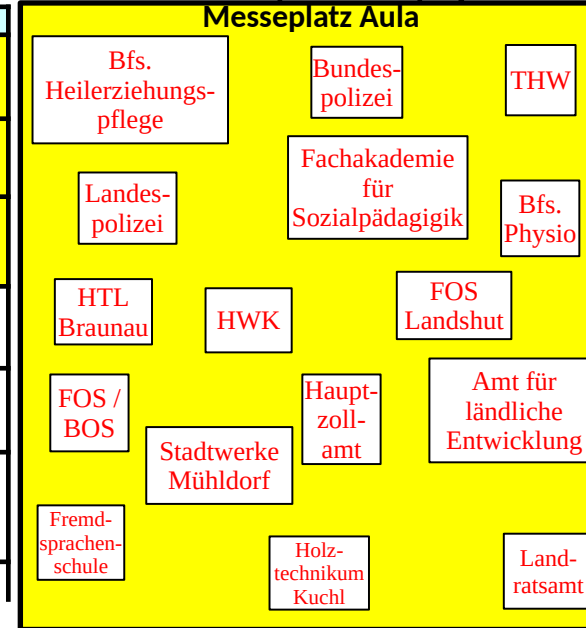 Messeplatz Aula
Bfs.
Heilerziehungs-
pflege
Bundes-
polizei
THW
Fachakademie
für
Sozialpädagigik
Landes-
polizei
Bfs.
Physio
HTL
Braunau
HWK
FOS
Landshut
FOS /
BOS
Haupt-
zoll-
amt
Amt für
ländliche
Entwicklung
Stadtwerke
Mühldorf
Fremd-
sprachen-
schule
Holz-
technikum
Kuchl
Land-
ratsamt